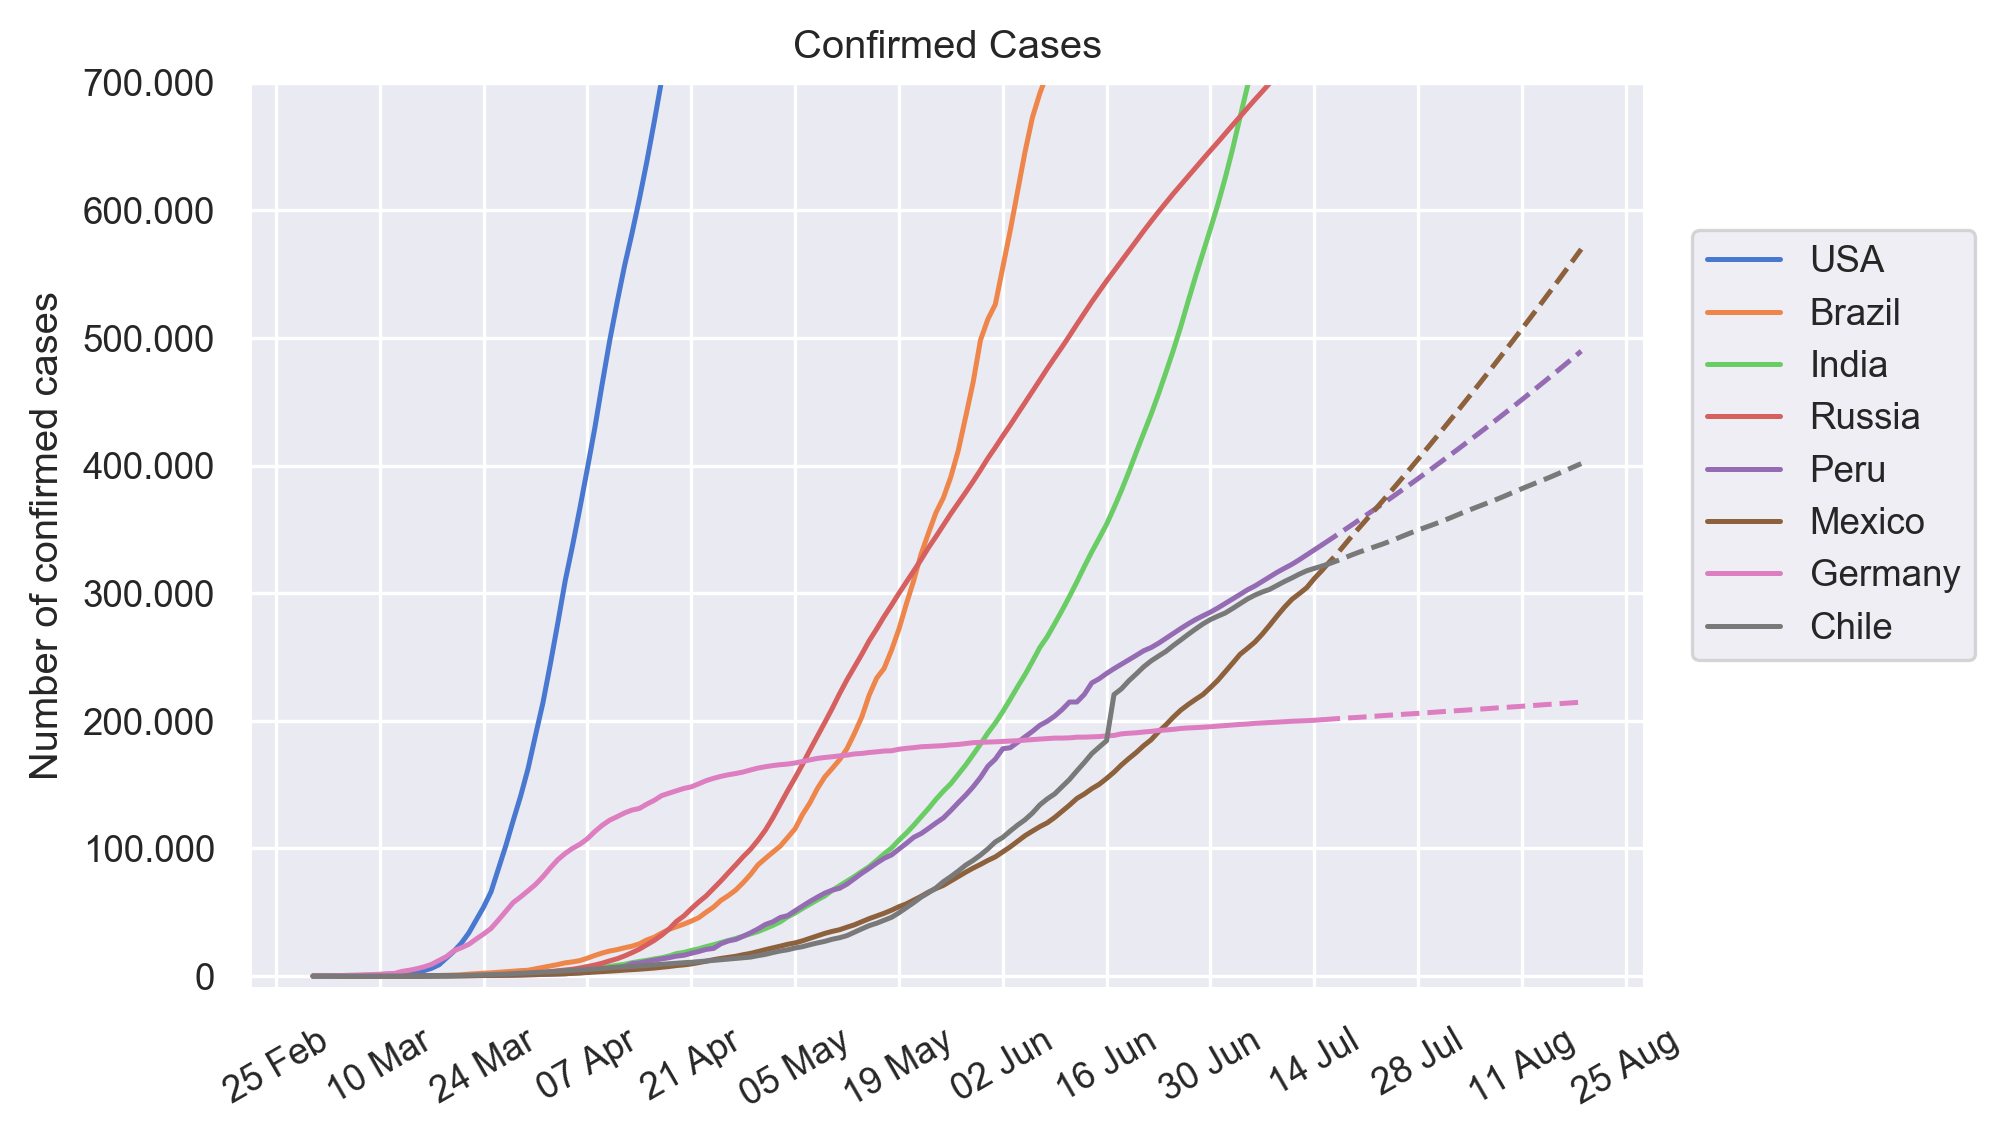 Confirmed Cases
700.000
600.000
500.000
400.000
300.000
200.000
100.000
0
Number of confirmed cases
25 Feb
10 Mar
24 Mar
07 Apr
21 Apr
05 May
19 May
02 Jun
16 Jun
30 Jun
14 Jul
28 Jul
11 Aug
25 Aug
USA
Brazil
India
Russia
Peru
Mexico
Germany
Chile